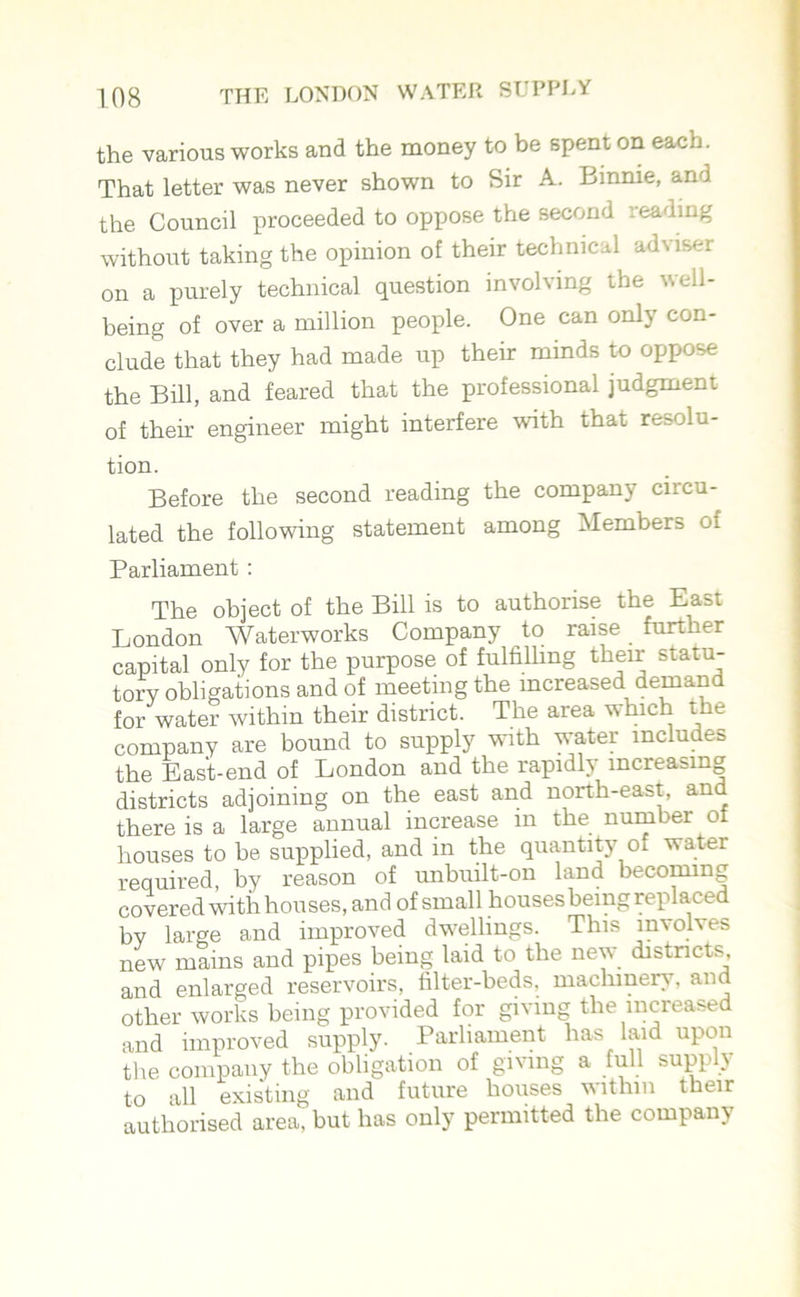 108 THE LONDON WATER SUPPLY
the various works and the money to be spent on each.
That letter was never shown to Sir A. Binnie, and
the Council proceeded to oppose the second reading
without taking the opinion of their technical adviser
on a purely technical question involving the well-
being of over a million people. One can only con-
clude that they had made up their minds to oppose
the Bill, and feared that the professional judgment
of their engineer might interfere with that resolu-
tion.
Before the second reading the company circu-
lated the following statement among Members of
Parliament :
The object of the Bill is to authorise the East
London Waterworks Company to raise further
capital only for the purpose of fulfilling their statu-
tory obligations and of meeting the increased demand
for water within their district. The area which the
company are bound to supply with water includes
the East-end of London and the rapidly increasing
districts adjoining on the east and north-east, and
there is a large annual increase in the number of
houses to be supplied, and in the quantity of water
required, by reason of unbuilt-on land becoming
covered with houses, and of small houses being replaced
by large and improved dwellings. This involves
new mains and pipes being laid to the new districts,
and enlarged reservoirs, filter-beds, machinery, and
other works being provided for giving the increased
and improved supply. Parliament has laid upon
the company the obligation of giving a full supply
to all existing and future houses within their
authorised area, but has only permitted the company